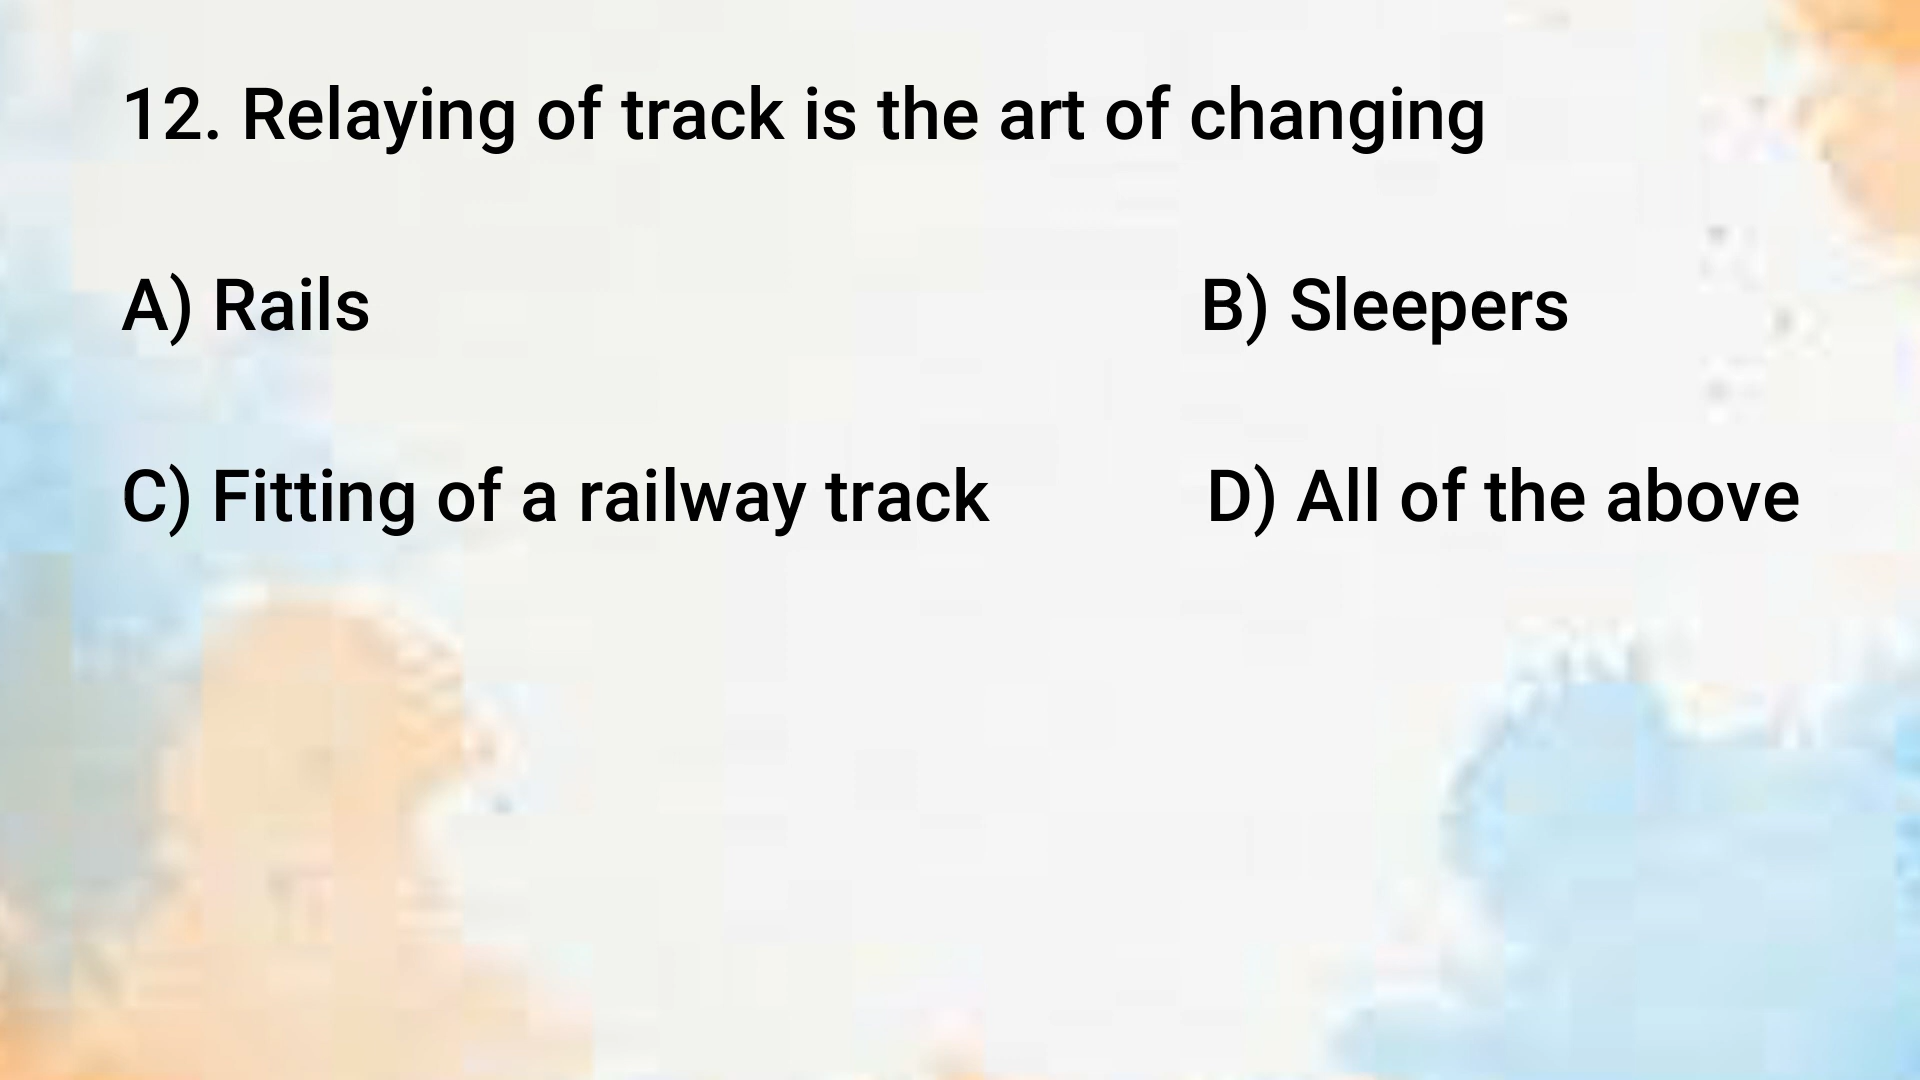 12. Relaying of track is the art of changing
A) Rails B) Sleepers
C) Fitting of a railway track D) All of the above